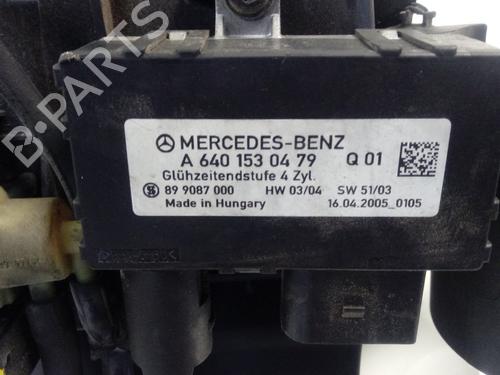 MERCEDES-BENZ
A 640 153 04 79 Q 01
Glühzeitendstufe 4 Zyl.
89 9087 000 HW 03/04 SW 51/03
Made in Hungary 16.04.2005_0105